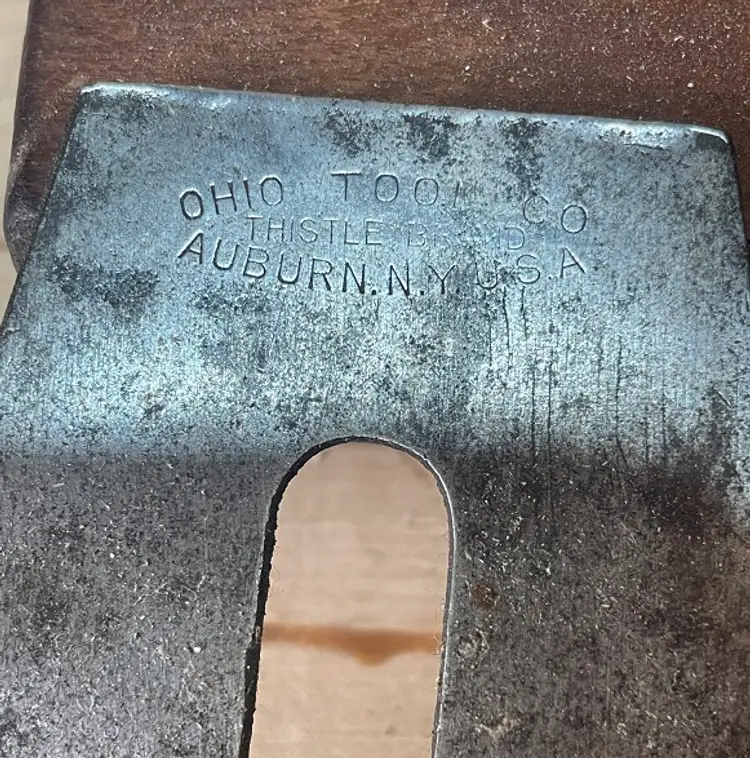 OHIO TOOL CO
THISTLE BRAND
AUBURN. N.Y. U.S.A